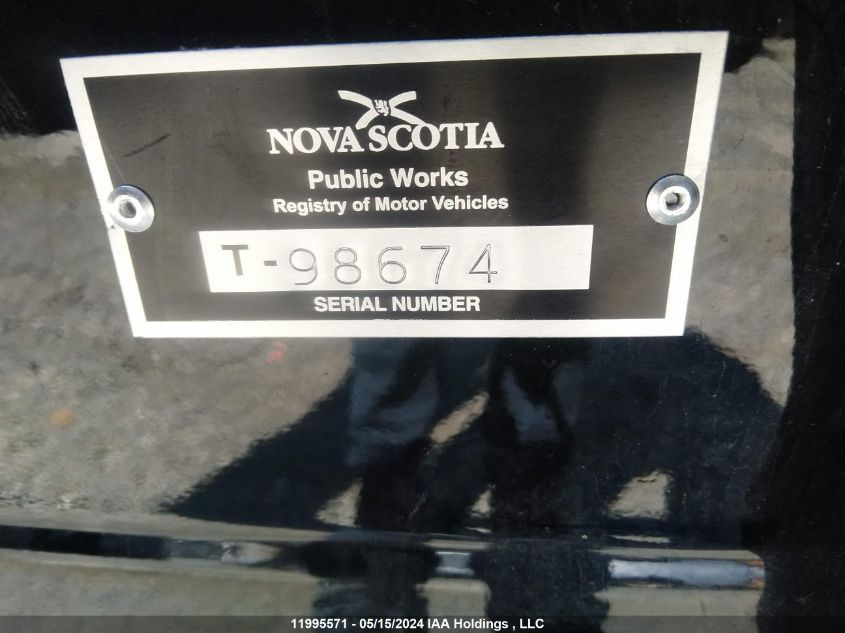 NOVA SCOTIA
Public Works
Registry of Motor Vehicles
T-98674
SERIAL NUMBER
11995571 - 05/15/2024 IAA Holdings , LLC